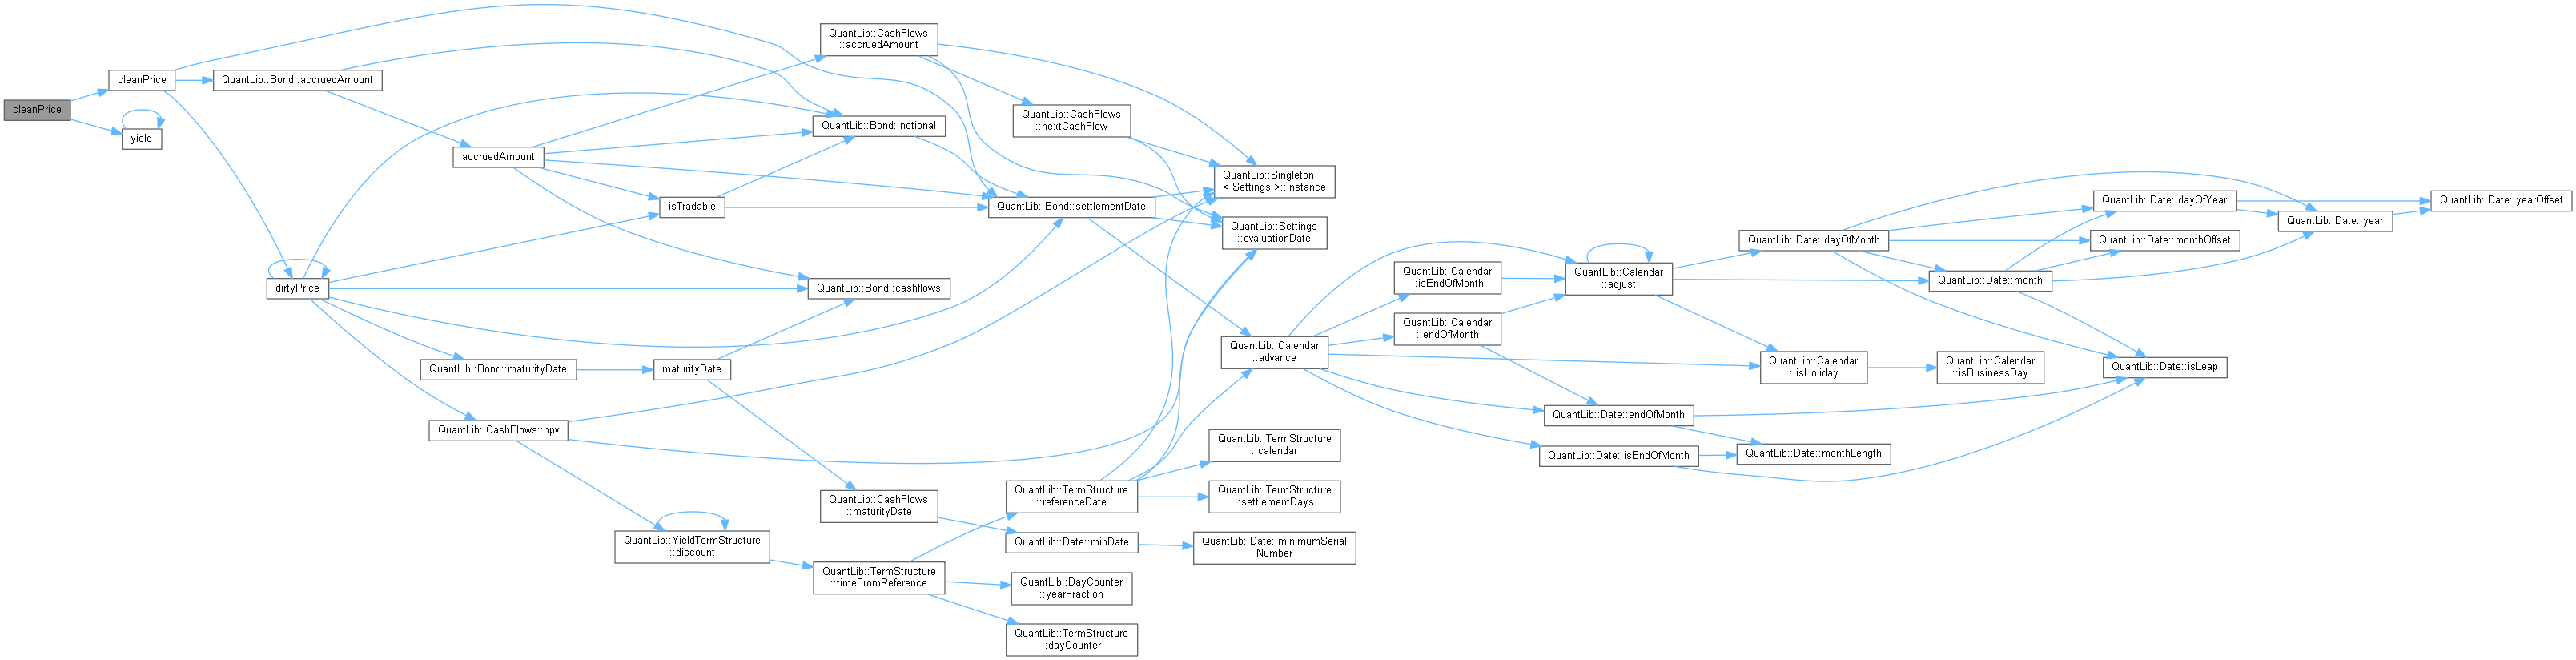 cleanPrice
cleanPrice
yield
QuantLib::Bond::accruedAmount
dirtyPrice
accruedAmount
QuantLib::Bond::maturityDate
QuantLib::CashFlows::npv
isTradable
maturityDate
QuantLib::YieldTermStructure
::discount
QuantLib::CashFlows
::accruedAmount
QuantLib::Bond::notional
QuantLib::Bond::cashflows
QuantLib::CashFlows
::maturityDate
QuantLib::TermStructure
::timeFromReference
QuantLib::CashFlows
::nextCashFlow
QuantLib::Bond::settlementDate
QuantLib::TermStructure
::referenceDate
QuantLib::Date::minDate
QuantLib::DayCounter
::yearFraction
QuantLib::TermStructure
::dayCounter
QuantLib::Singleton
< Settings >::instance
QuantLib::Settings
::evaluationDate
QuantLib::Calendar
::advance
QuantLib::TermStructure
::calendar
QuantLib::TermStructure
::settlementDays
QuantLib::Date::minimumSerial
Number
QuantLib::Calendar
::isEndOfMonth
QuantLib::Calendar
::endOfMonth
QuantLib::Calendar
::adjust
QuantLib::Date::endOfMonth
QuantLib::Date::isEndOfMonth
QuantLib::Date::dayOfMonth
QuantLib::Calendar
::isHoliday
QuantLib::Date::monthLength
QuantLib::Date::month
QuantLib::Calendar
::isBusinessDay
QuantLib::Date::dayOfYear
QuantLib::Date::monthOffset
QuantLib::Date::isLeap
QuantLib::Date::year
QuantLib::Date::yearOffset